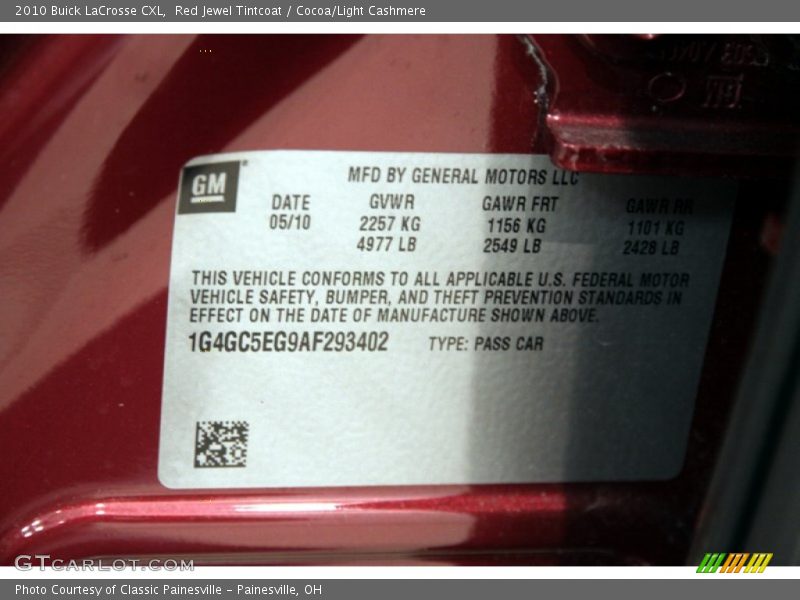 2010 Buick LaCrosse CXL, Red Jewel Tintcoat / Cocoa/Light Cashmere
GM
MFD BY GENERAL MOTORS LLC
DATE GVWR GAWR FRT GAWR RR
05/10 2257 KG 1156 KG 1101 KG
4977 LB 2549 LB 2428 LB
THIS VEHICLE CONFORMS TO ALL APPLICABLE U.S. FEDERAL MOTOR
VEHICLE SAFETY, BUMPER, AND THEFT PREVENTION STANDARDS IN
EFFECT ON THE DATE OF MANUFACTURE SHOWN ABOVE.
1G4GC5EG9AF293402 TYPE: PASS CAR
GTCARLOT.COM
Photo Courtesy of Classic Painesville - Painesville, OH